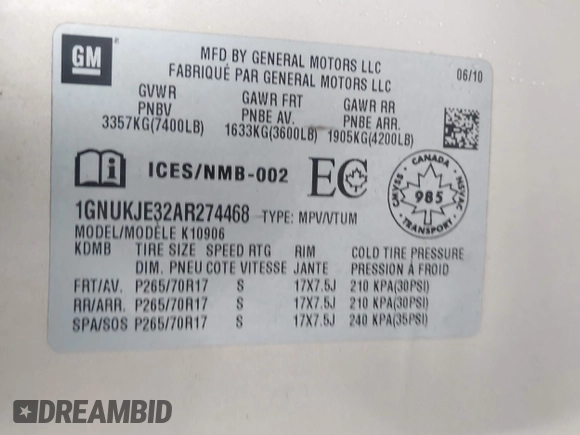 GM
MFD BY GENERAL MOTORS LLC
FABRIQUÉ PAR GENERAL MOTORS LLC
06/10
GVWR GAWR FRT GAWR RR
PNBV PNBE AV. PNBE ARR.
3357KG(7400LB) 1633KG(3600LB) 1905KG(4200LB)
i ICES/NMB-002 EC
CANADA
CMVSS NSVAC
985
TRANSPORT
1GNUKJE32AR274468 TYPE: MPV/VTUM
MODEL/MODÈLE K10906
KDMB TIRE SIZE SPEED RTG RIM COLD TIRE PRESSURE
DIM. PNEU COTE VITESSE JANTE PRESSION À FROID
FRT/AV. P265/70R17 S 17X7.5J 210 KPA(30PSI)
RR/ARR. P265/70R17 S 17X7.5J 210 KPA(30PSI)
SPA/SOS P265/70R17 S 17X7.5J 240 KPA(35PSI)
DREAMBID